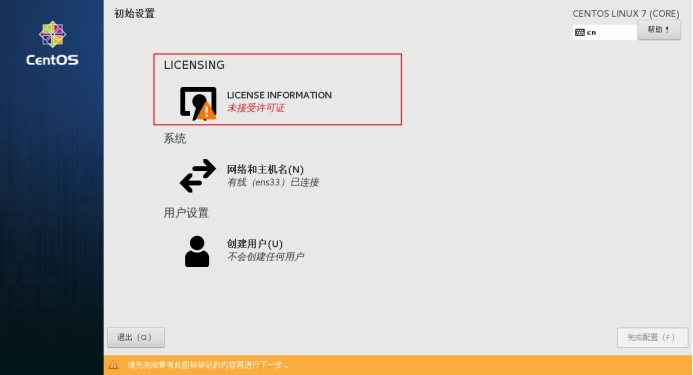 初始设置
CENTOS LINUX 7 (CORE)
cn
帮助！
CentOS
LICENSING
LICENSE INFORMATION
未接受许可证
系统
网络和主机名(N)
有线（ens33）已连接
用户设置
创建用户(U)
不会创建任何用户
退出（Q）
完成配置（F）
请先完成带有此图标标记的内容再进行下一步。